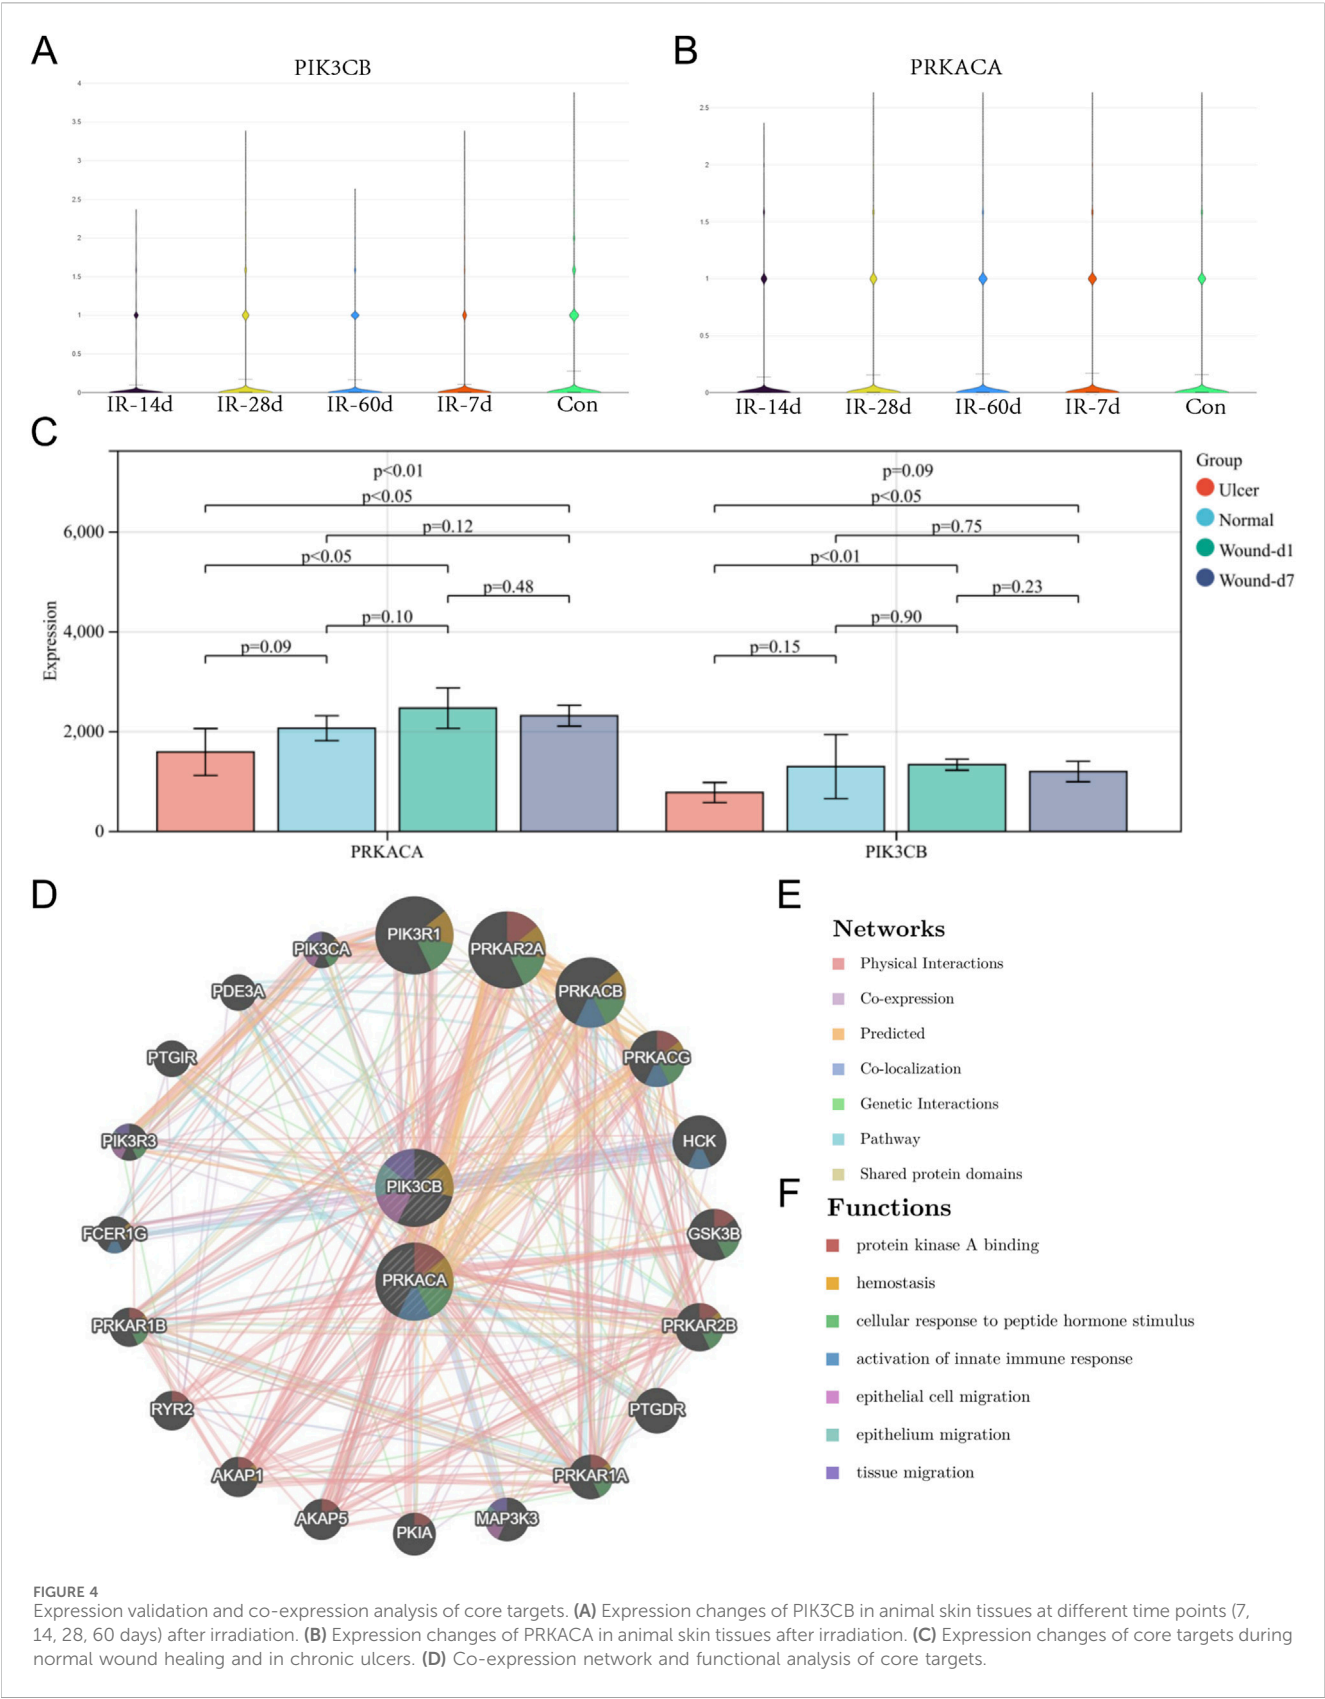 A
PIK3CB
4
3.5
3
2.5
2
1.5
1
0.5
0
IR-14d IR-28d IR-60d IR-7d Con
B
PRKACA
2.5
2
1.5
1
0.5
0
IR-14d IR-28d IR-60d IR-7d Con
C
p<0.01 p=0.09
p<0.05 p<0.05
p=0.12 p=0.75
p<0.05 p<0.01
p=0.48 p=0.23
p=0.10 p=0.90
p=0.09 p=0.15
Expression
6,000
4,000
2,000
0
PRKACA PIK3CB
Group
Ulcer
Normal
Wound-d1
Wound-d7
D
PIK3R1
PRKAR2A
PIK3CA
PRKACB
PDE3A
PTGIR
PRKACG
PIK3R3
HCK
PIK3CB
FCER1G
GSK3B
PRKACA
PRKAR1B
PRKAR2B
RYR2
PTGDR
AKAP1
PRKAR1A
AKAP5
PKIA
MAP3K3
E
Networks
Physical Interactions
Co-expression
Predicted
Co-localization
Genetic Interactions
Pathway
Shared protein domains
F
Functions
protein kinase A binding
hemostasis
cellular response to peptide hormone stimulus
activation of innate immune response
epithelial cell migration
epithelium migration
tissue migration
FIGURE 4
Expression validation and co-expression analysis of core targets. (A) Expression changes of PIK3CB in animal skin tissues at different time points (7,
14, 28, 60 days) after irradiation. (B) Expression changes of PRKACA in animal skin tissues after irradiation. (C) Expression changes of core targets during
normal wound healing and in chronic ulcers. (D) Co-expression network and functional analysis of core targets.